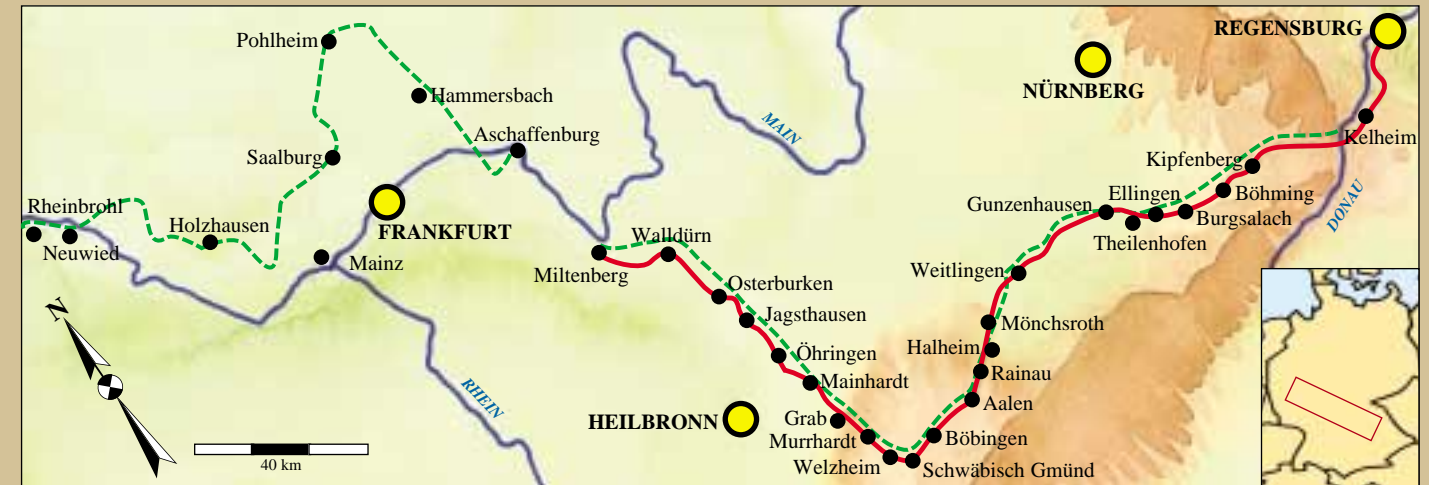 REGENSBURG
Pohlheim
NÜRNBERG
Hammersbach
MAIN
Aschaffenburg
Kelheim
Saalburg
Kipfenberg
Ellingen
Böhming
Rheinbrohl
Gunzenhausen
Burgsalach
Holzhausen
FRANKFURT
Theilenhofen
DONAU
Neuwied
Walldürn
Mainz
Miltenberg
Weitlingen
Osterburken
N
Jagsthausen
Mönchsroth
Halheim
Öhringen
Rainau
Mainhardt
RHEIN
Aalen
HEILBRONN
Grab
Murrhardt
Böbingen
40 km
Welzheim
Schwäbisch Gmünd